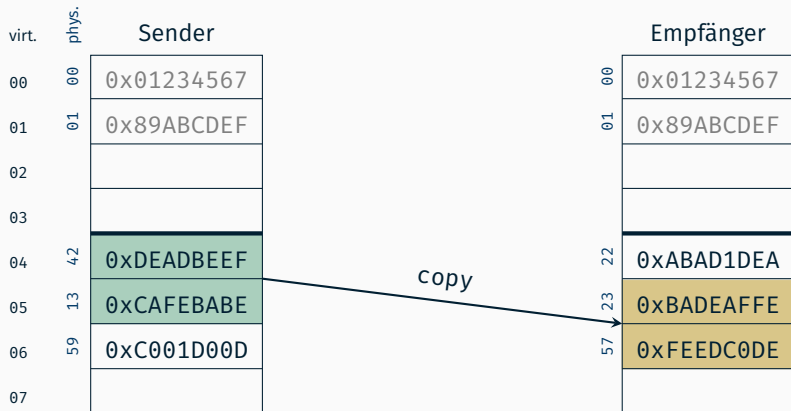 virt. phys. Sender Empfänger
00 00 0x01234567 00 0x01234567
01 01 0x89ABCDEF 01 0x89ABCDEF
02
03
04 42 0xDEADBEEF copy 22 0xABAD1DEA
05 13 0xCAFEBABE 23 0xBADEAFFE
06 59 0xC001D00D 57 0xFEEDC0DE
07